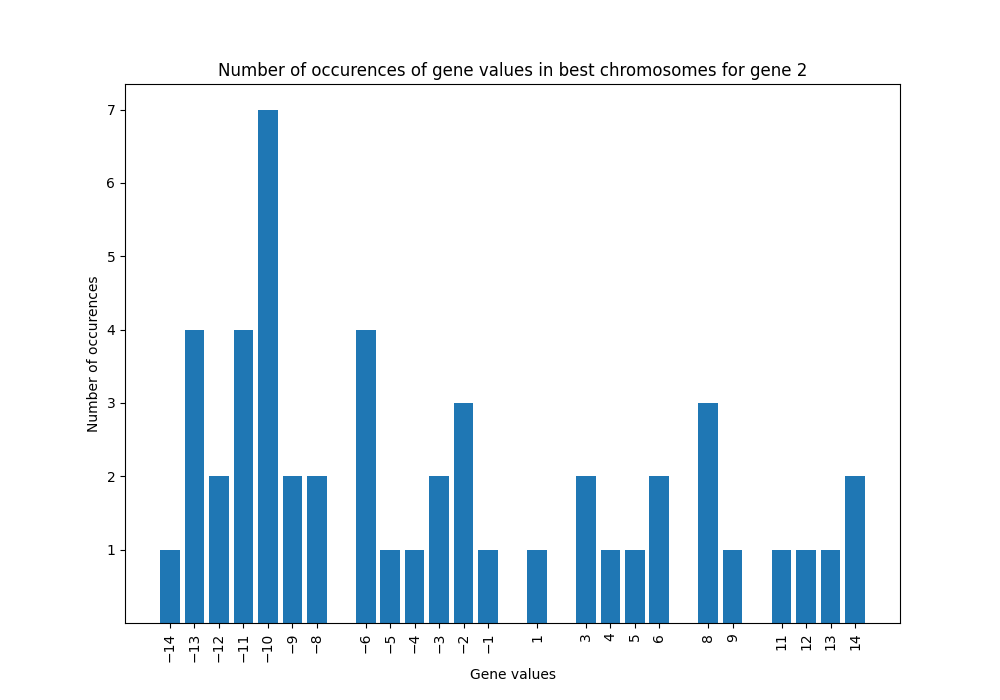 Number of occurences of gene values in best chromosomes for gene 2
7
6
5
4
3
2
1
Number of occurences
−14 −13 −12 −11 −10 −9 −8 −6 −5 −4 −3 −2 −1 1 3 4 5 6 8 9 11 12 13 14
Gene values